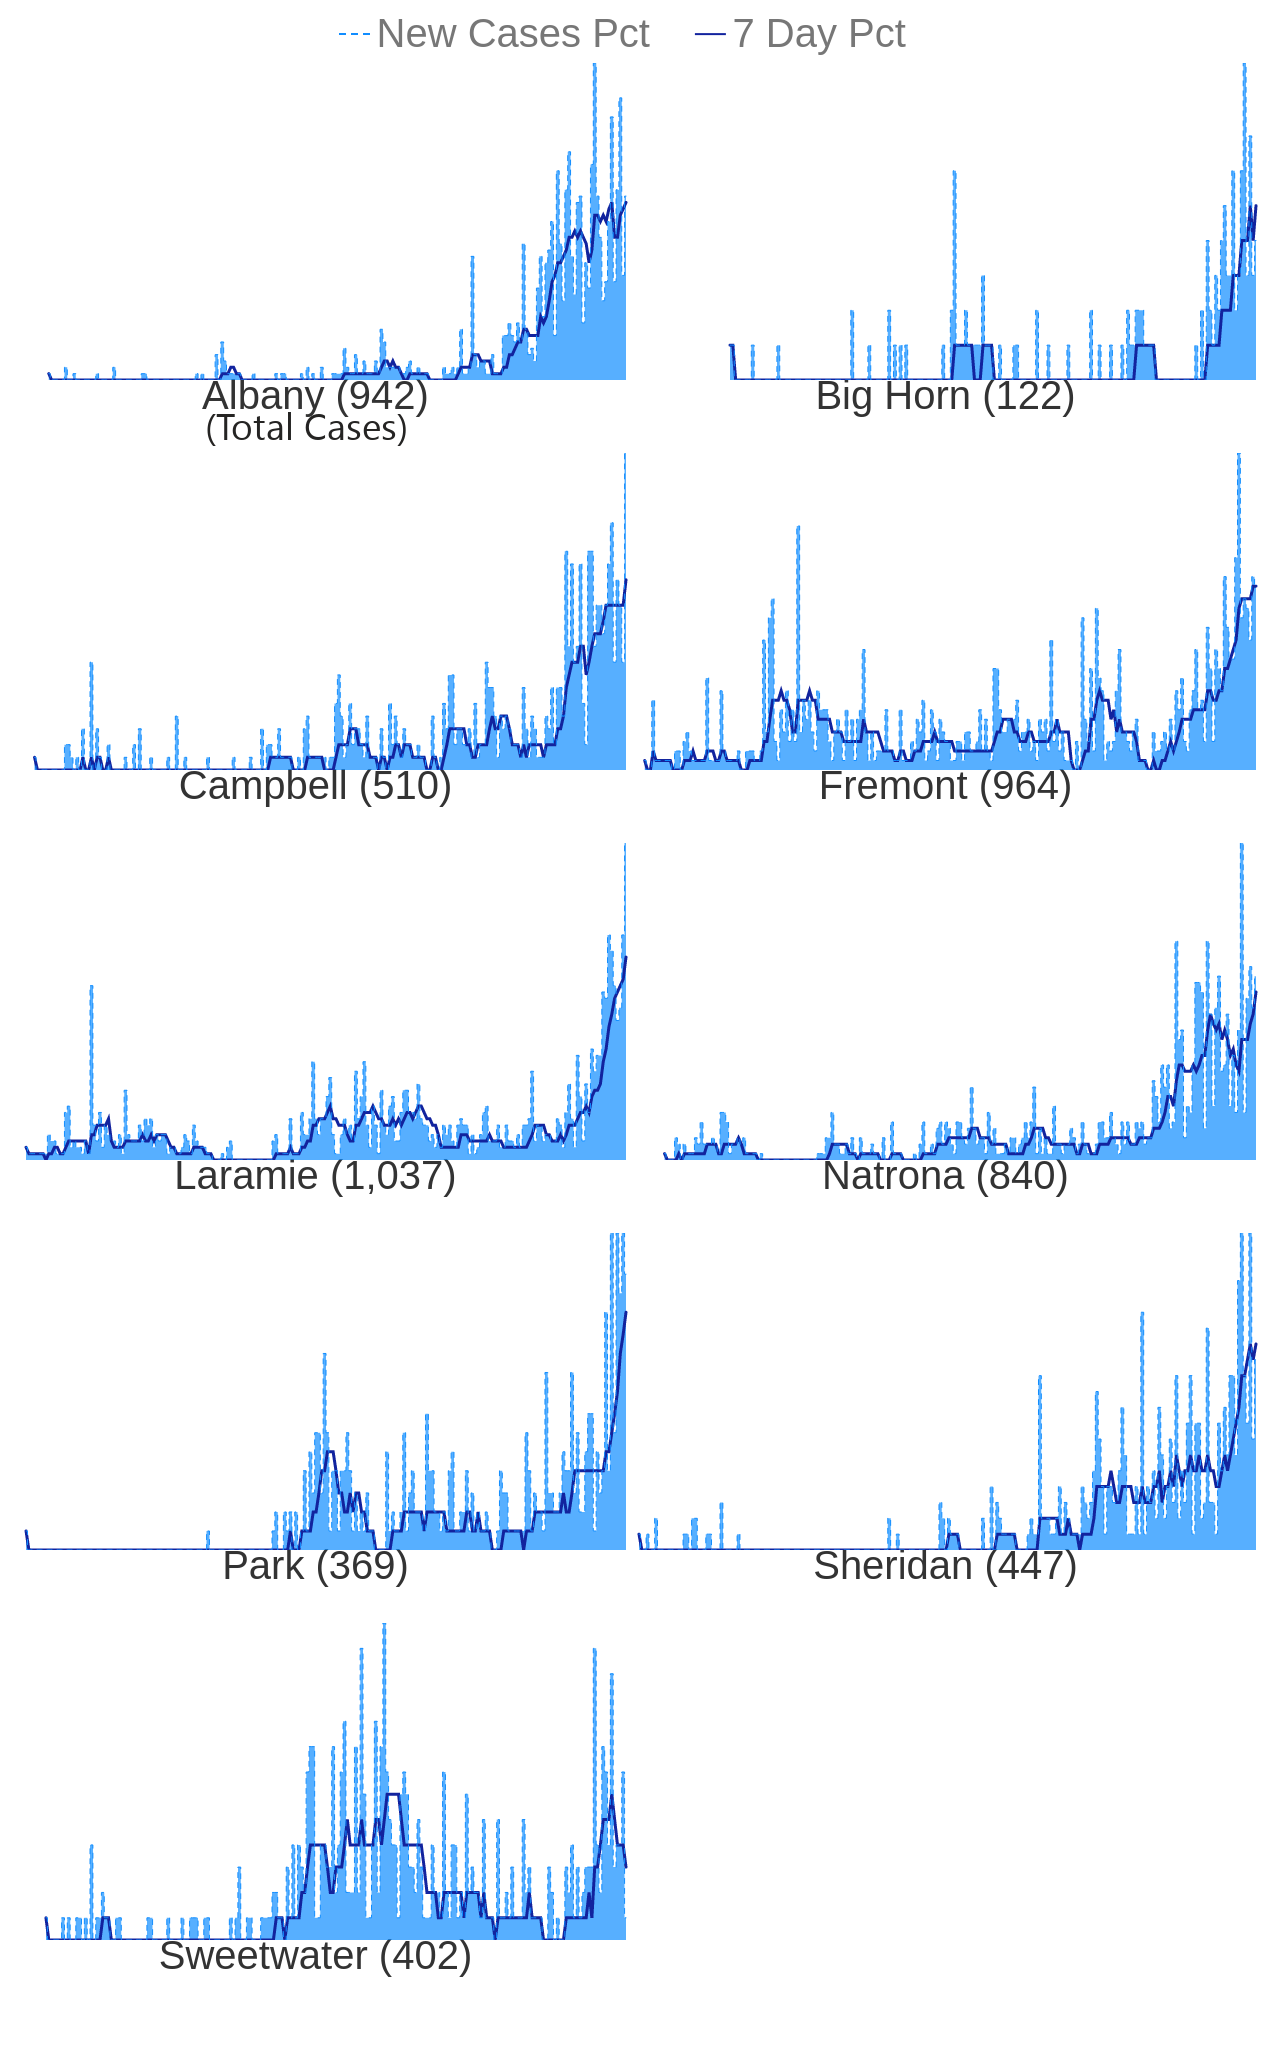 New Cases Pct 7 Day Pct
Albany (942) Big Horn (122)
(Total Cases)
Campbell (510) Fremont (964)
Laramie (1,037) Natrona (840)
Park (369) Sheridan (447)
Sweetwater (402)